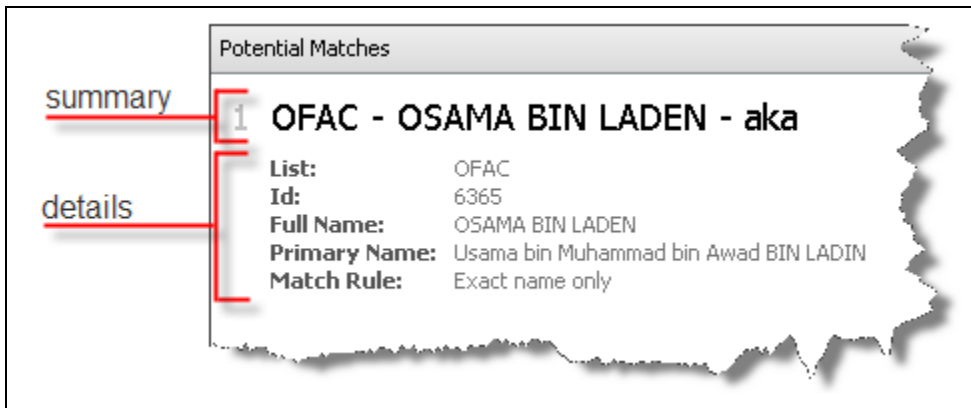 Potential Matches
summary
1 OFAC - OSAMA BIN LADEN - aka
details
List: OFAC
Id: 6365
Full Name: OSAMA BIN LADEN
Primary Name: Usama bin Muhammad bin Awad BIN LADIN
Match Rule: Exact name only